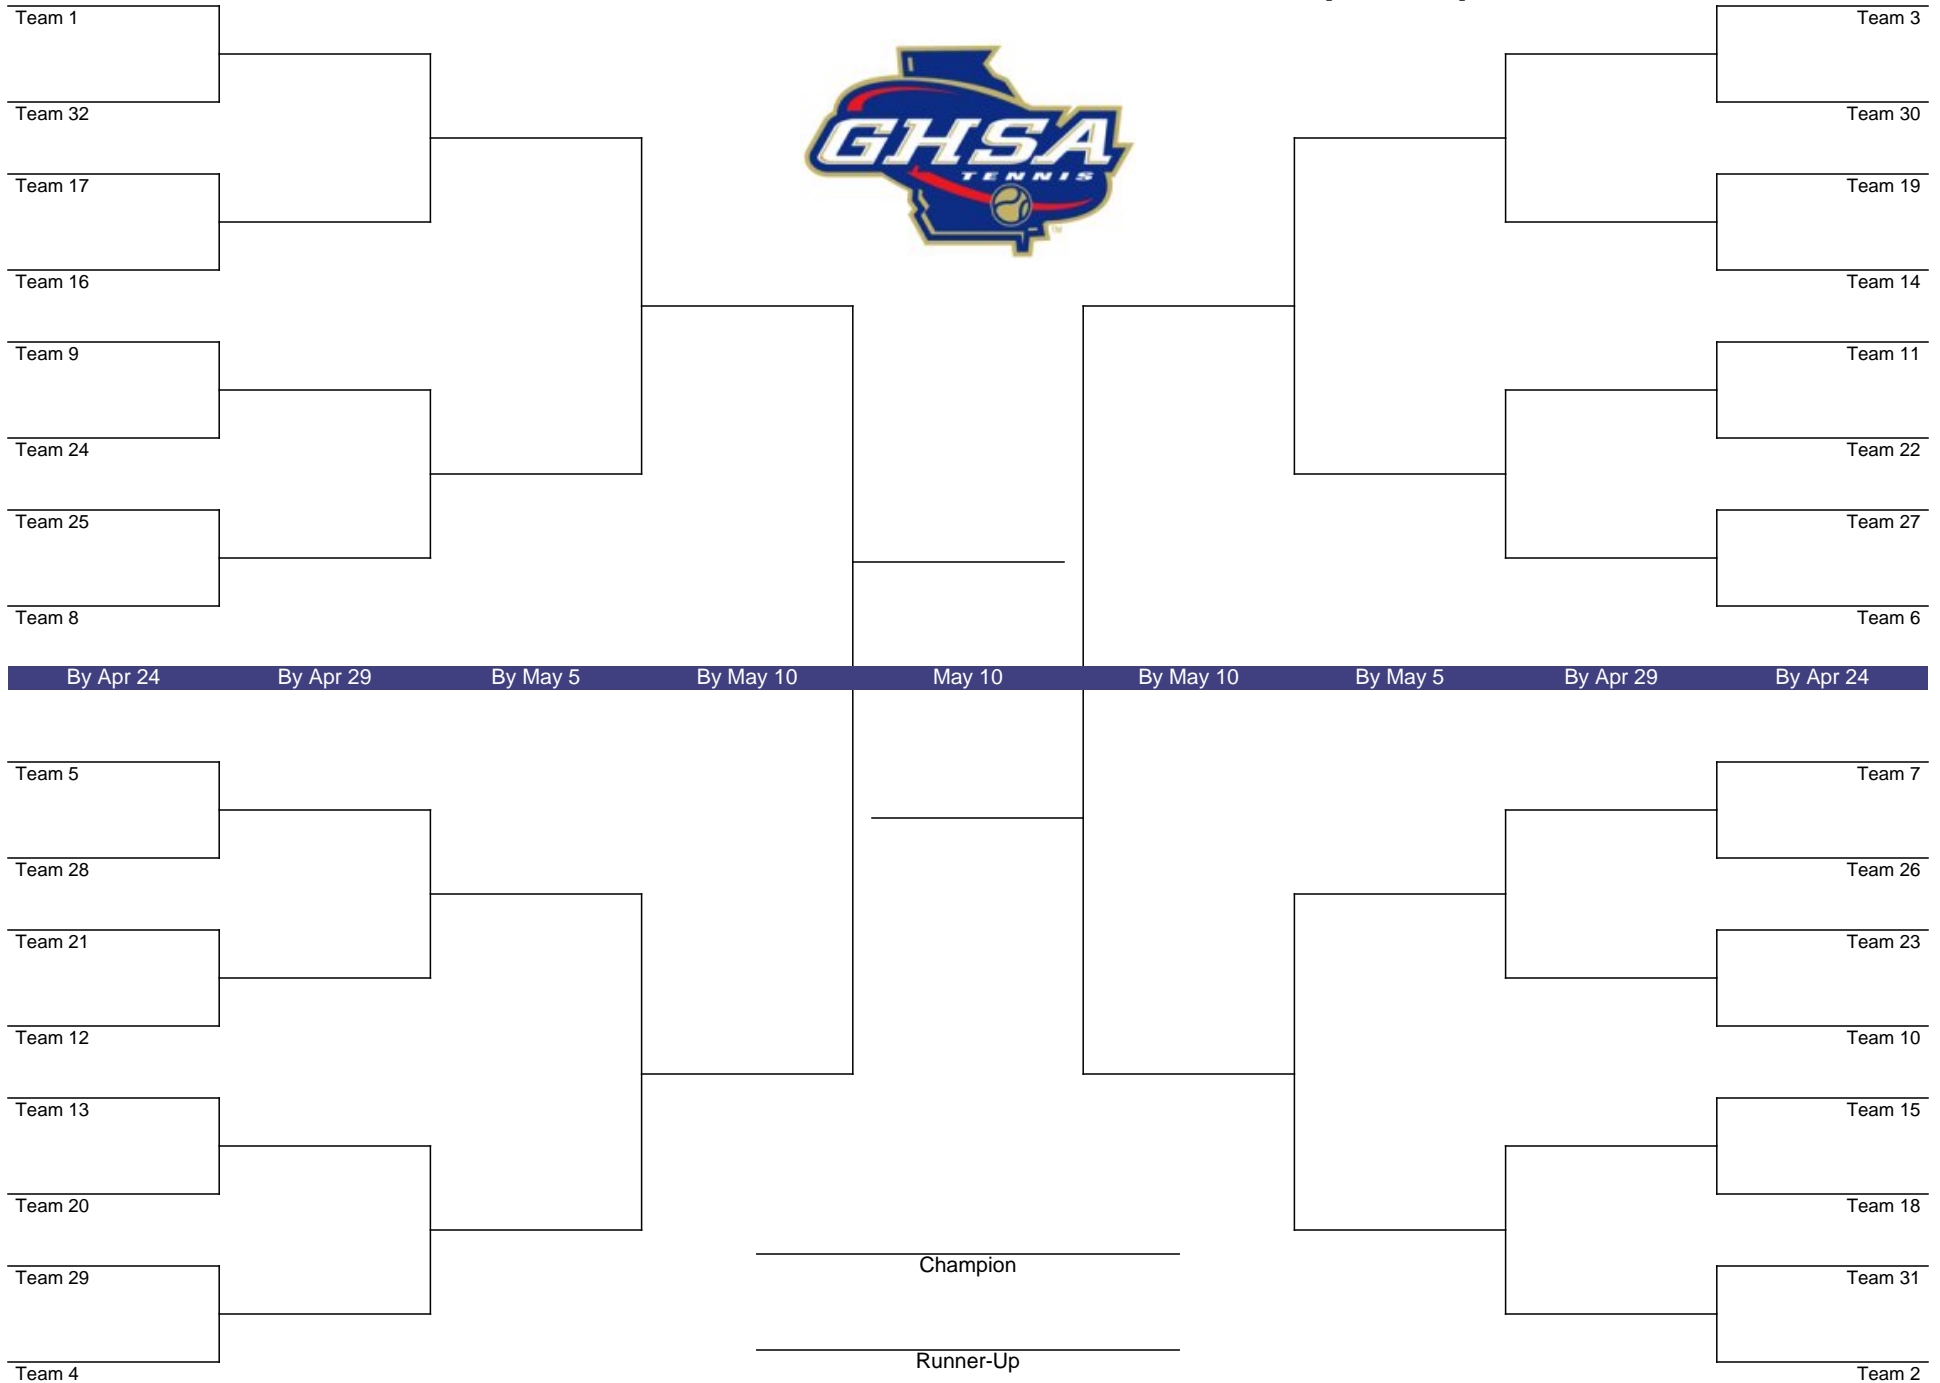 Team 1
Team 32
Team 17
Team 16
Team 9
Team 24
Team 25
Team 8
GHSA
TENNIS
TM
Team 3
Team 30
Team 19
Team 14
Team 11
Team 22
Team 27
Team 6
By Apr 24 By Apr 29 By May 5 By May 10 May 10 By May 10 By May 5 By Apr 29 By Apr 24
Team 5
Team 28
Team 21
Team 12
Team 13
Team 20
Team 29
Team 4
Champion
Runner-Up
Team 7
Team 26
Team 23
Team 10
Team 15
Team 18
Team 31
Team 2